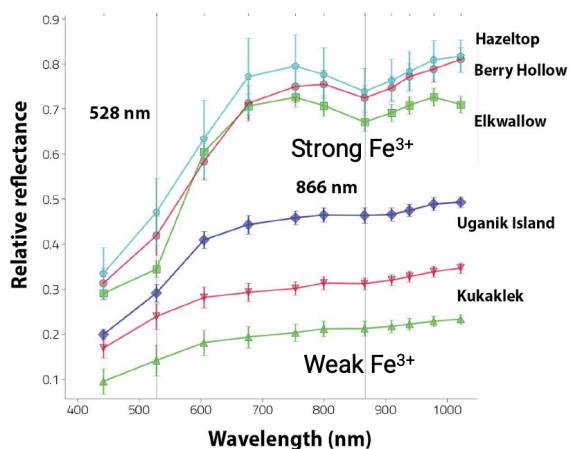 0.9
0.8
0.7
0.6
0.5
0.4
0.3
0.2
0.1
Relative reflectance
528 nm
866 nm
Strong Fe³⁺
Weak Fe³⁺
Hazeltop
Berry Hollow
Elkwallow
Uganik Island
Kukaklek
400 500 600 700 800 900 1000
Wavelength (nm)